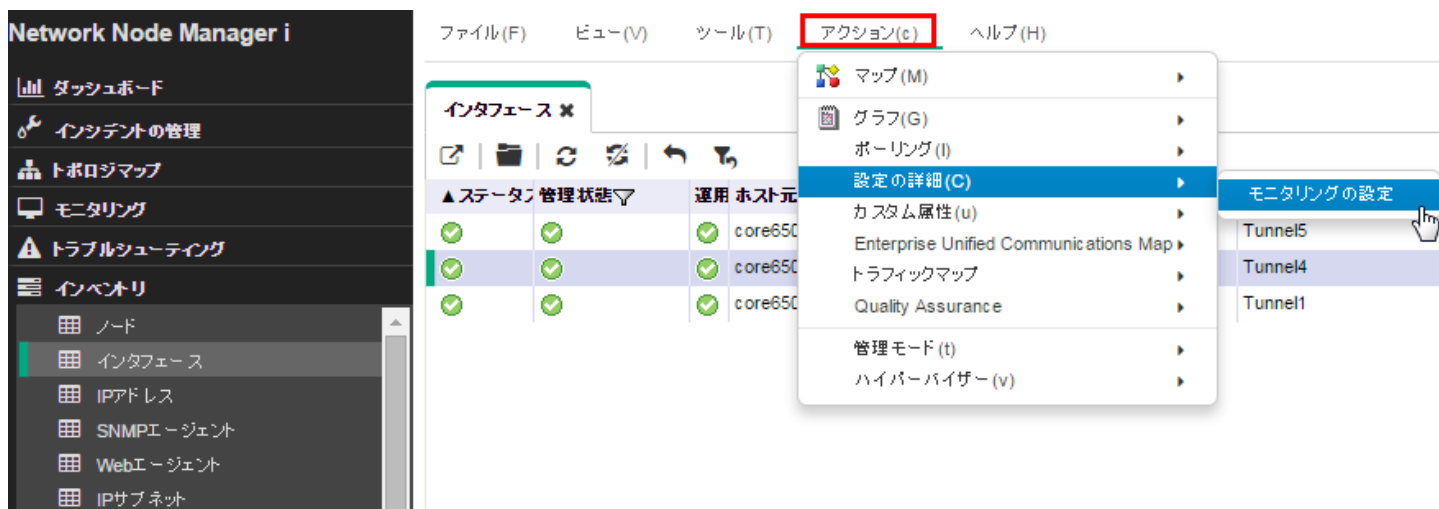 Network Node Manager i
ダッシュボード
インシデントの管理
トポロジマップ
モニタリング
トラブルシューティング
インベントリ
ノード
インタフェース
IPアドレス
SNMPエージェント
Webエージェント
IPサブネット
ファイル(F) ビュー(V) ツール(T) アクション(c) ヘルプ(H)
インタフェース
▲ステータス 管理状態 運用 ホスト元
core650 Tunnel5
core650 Tunnel4
core650 Tunnel1
マップ(M)
グラフ(G)
ポーリング(l)
設定の詳細(C)
カスタム属性(u)
Enterprise Unified Communications Map
トラフィックマップ
Quality Assurance
管理モード(t)
ハイパーバイザー(v)
モニタリングの設定